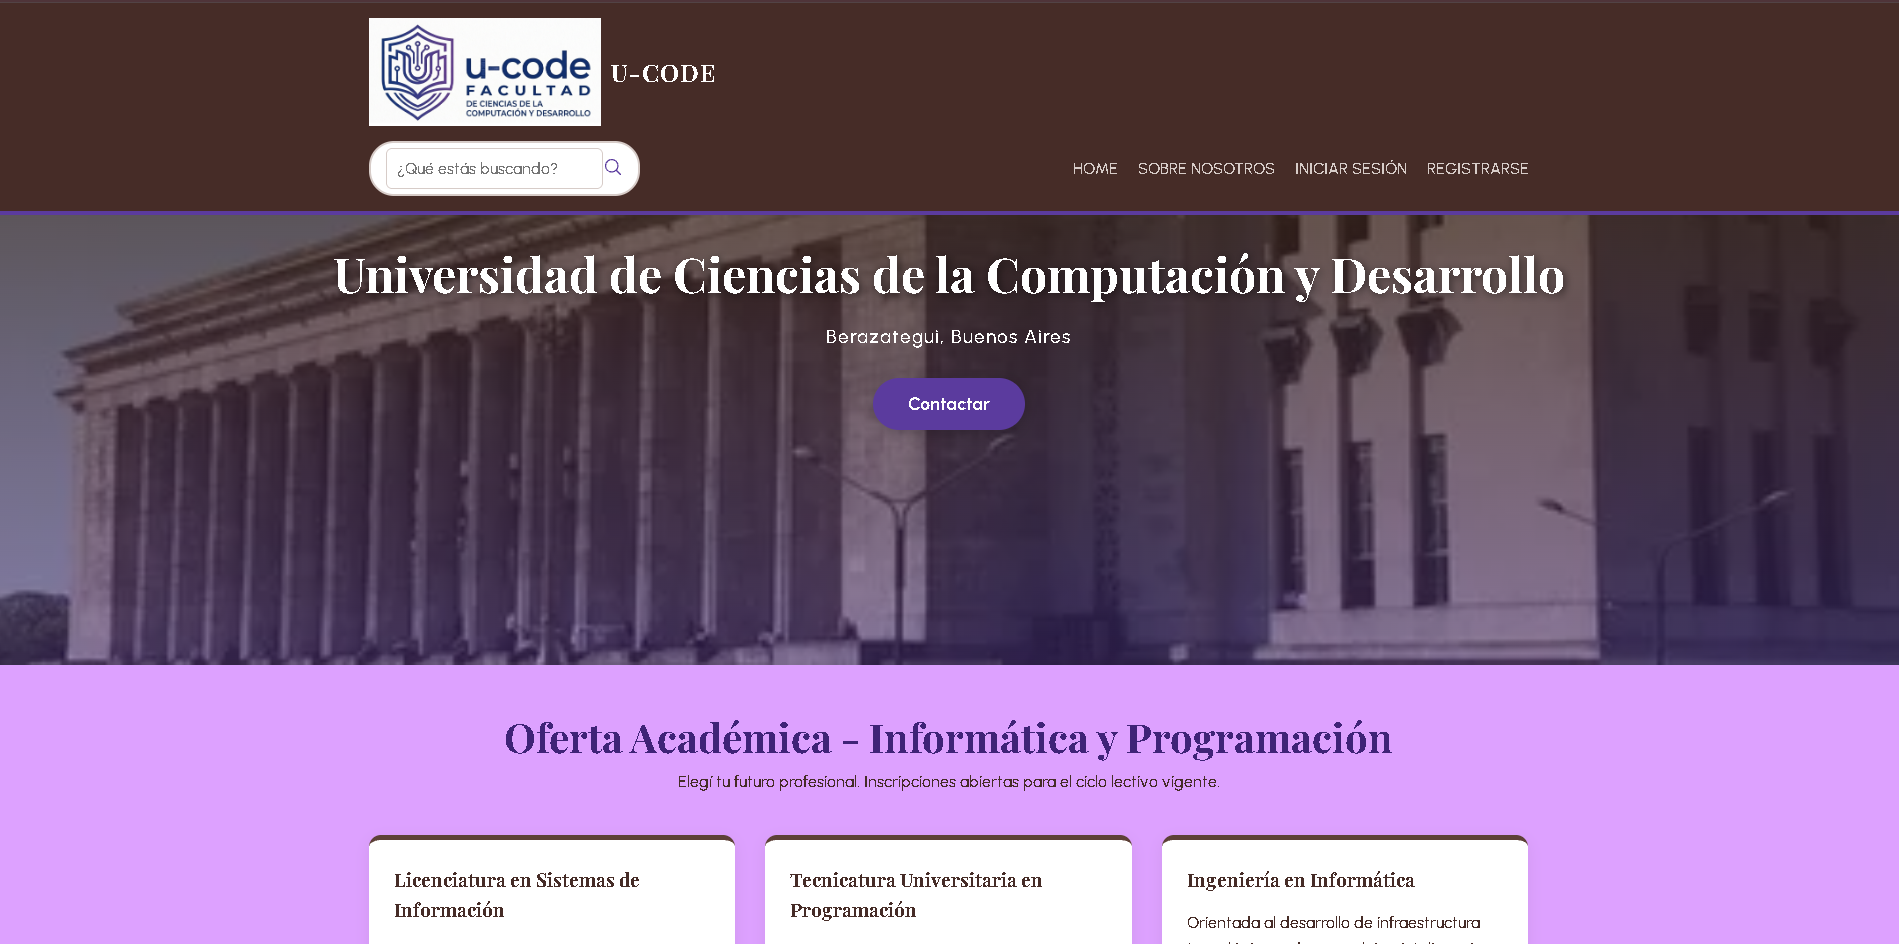 u-code
FACULTAD
DE CIENCIAS DE LA
COMPUTACIÓN Y DESARROLLO
U-CODE
¿Qué estás buscando?
HOME SOBRE NOSOTROS INICIAR SESIÓN REGISTRARSE
Universidad de Ciencias de la Computación y Desarrollo
Berazategui, Buenos Aires
Contactar
Oferta Académica - Informática y Programación
Elegí tu futuro profesional. Inscripciones abiertas para el ciclo lectivo vigente.
Licenciatura en Sistemas de
Información
Tecnicatura Universitaria en
Programación
Ingeniería en Informática
Orientada al desarrollo de infraestructura